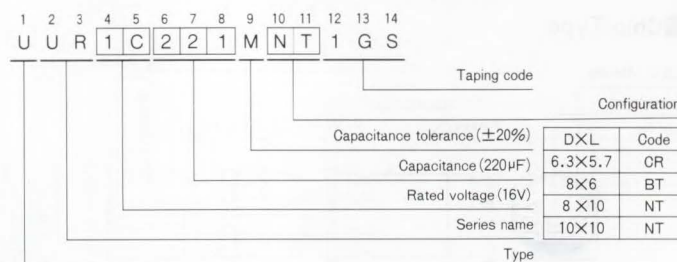 1 2 3 4 5 6 7 8 9 10 11 12 13 14
U U R 1 C 2 2 1 M N T 1 G S
Taping code
Configuration
Capacitance tolerance (±20%)
Capacitance (220μF)
Rated voltage (16V)
Series name
Type
D×L Code
6.3×5.7 CR
8×6 BT
8×10 NT
10×10 NT